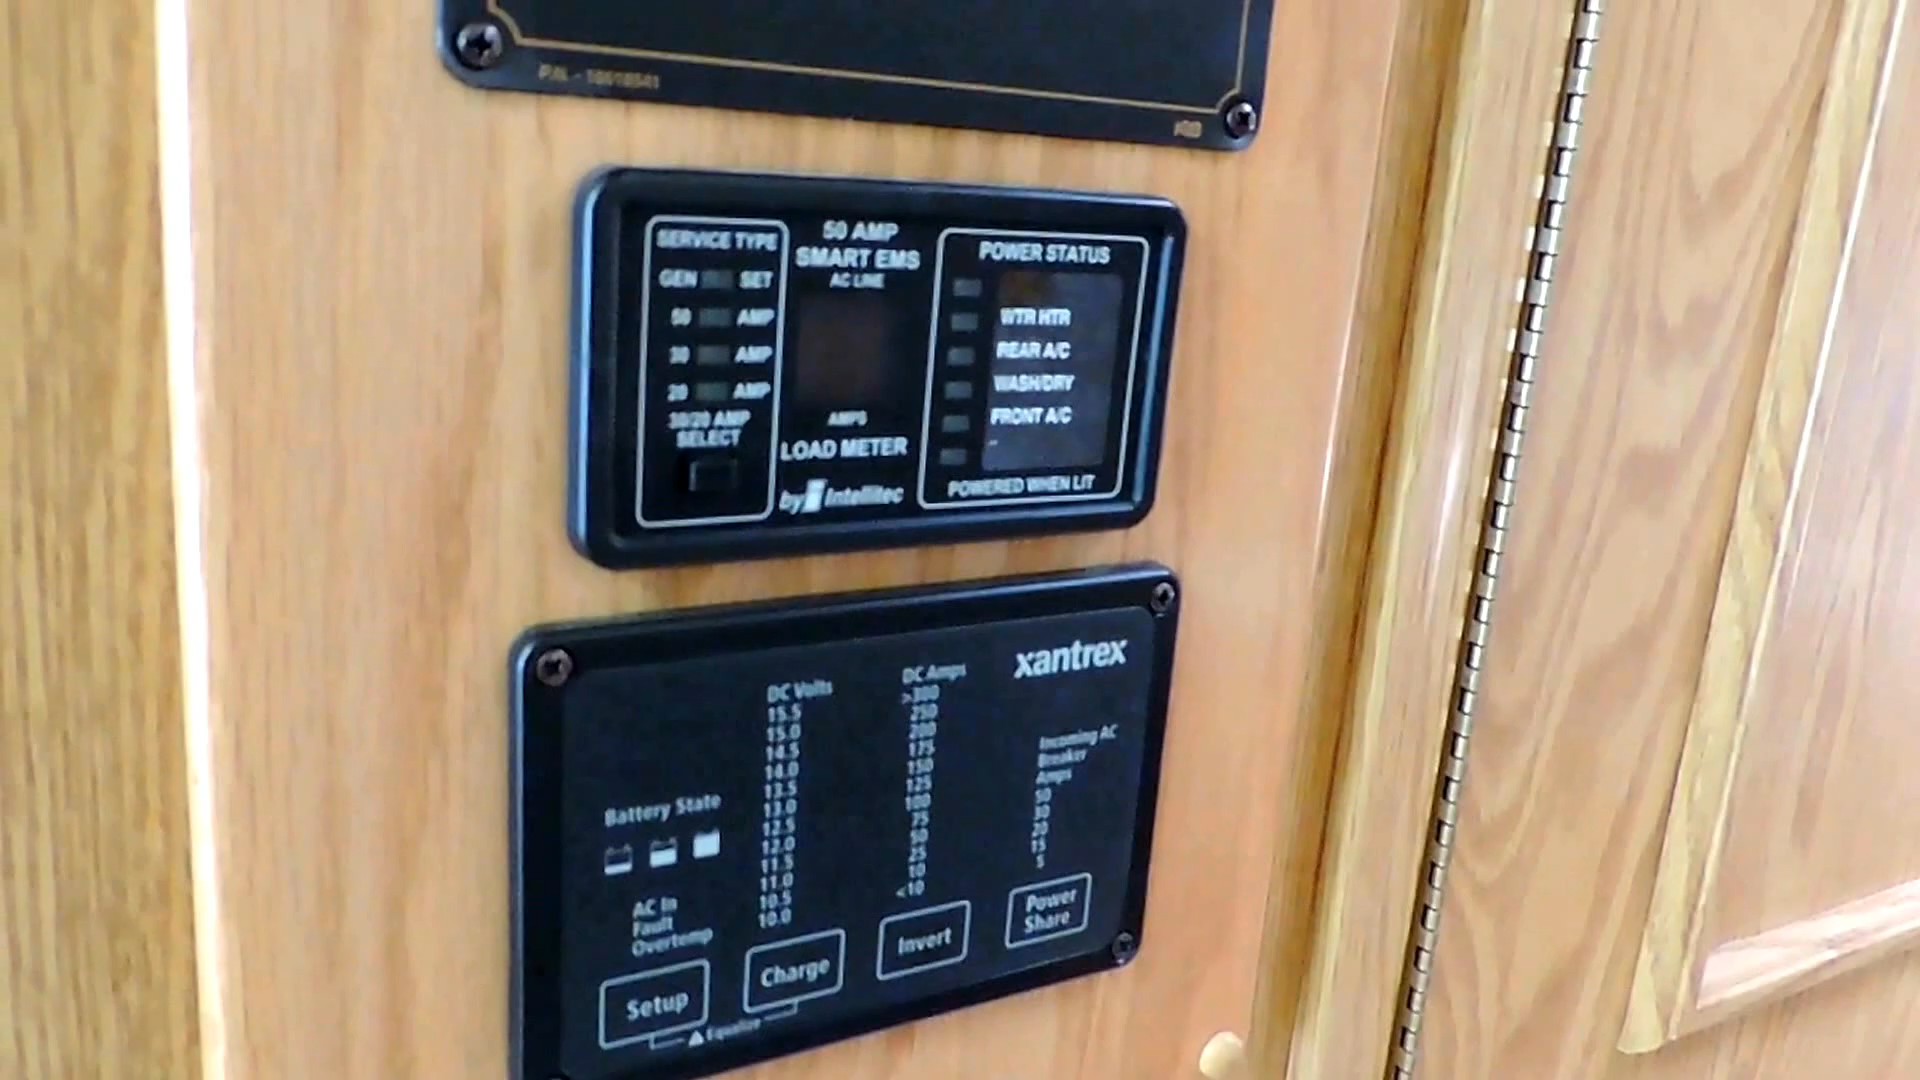 SERVICE TYPE
GEN SET
50 AMP
30 AMP
20 AMP
30/20 AMP
SELECT
50 AMP
SMART EMS
AC LINE
AMPS
LOAD METER
by Intellitec
POWER STATUS
WTR HTR
REAR A/C
WASH/DRY
FRONT A/C
POWERED WHEN LIT
xantrex
Battery State
AC In
Fault
Overtemp
Setup
DC Volts
15.5
15.0
14.5
14.0
13.5
13.0
12.5
12.0
11.5
11.0
10.5
10.0
Charge
Equalize
DC Amps
>300
250
200
175
150
125
100
75
50
25
10
<10
Invert
Incoming AC
Breaker
Amps
50
30
20
15
5
Power
Share